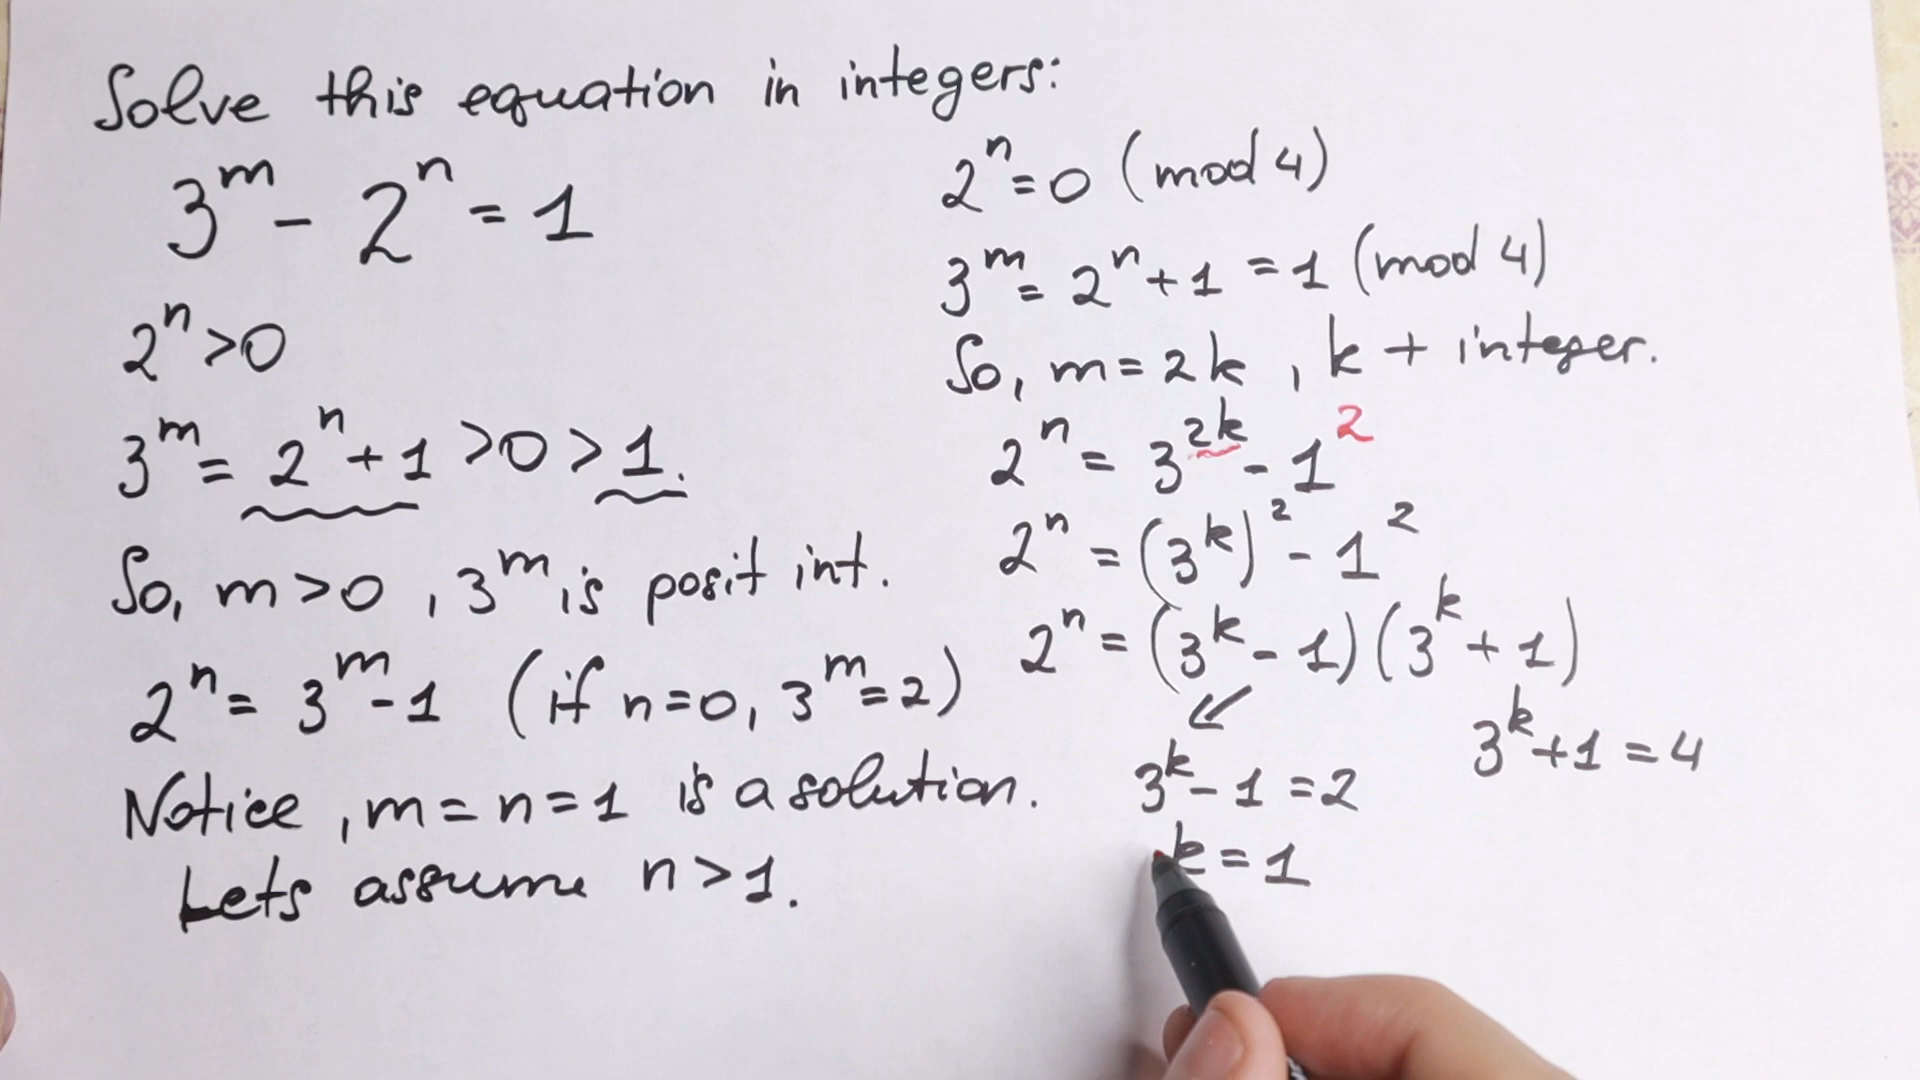 Solve this equation in integers:
3^m - 2^n = 1
2^n > 0
3^m = 2^n + 1 > 0 > 1.
So, m > 0, 3^m is posit int.
2^n = 3^m - 1 (if n = 0, 3^m = 2)
Notice, m = n = 1 is a solution.
Lets assume n > 1.
2^n = 0 (mod 4)
3^m = 2^n + 1 = 1 (mod 4)
So, m = 2k, k + integer.
2^n = 3^2k - 1^2
2^n = (3^k)^2 - 1^2
2^n = (3^k - 1)(3^k + 1)
3^k - 1 = 2 3^k + 1 = 4
k = 1